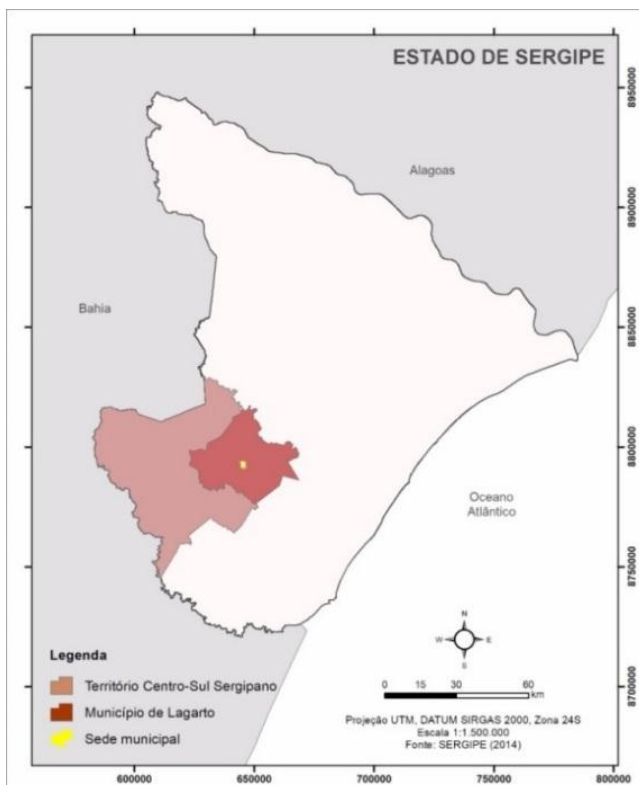 ESTADO DE SERGIPE
Alagoas
Bahia
Oceano
Atlântico
Legenda
Território Centro-Sul Sergipano
Município de Lagarto
Sede municipal
N
W E
S
0 15 30 60
km
Projeção UTM, DATUM SIRGAS 2000, Zona 24S
Escala 1:1.500.000
Fonte: SERGIPE (2014)
8950000
8900000
8850000
8800000
8750000
8700000
600000 650000 700000 750000 800000